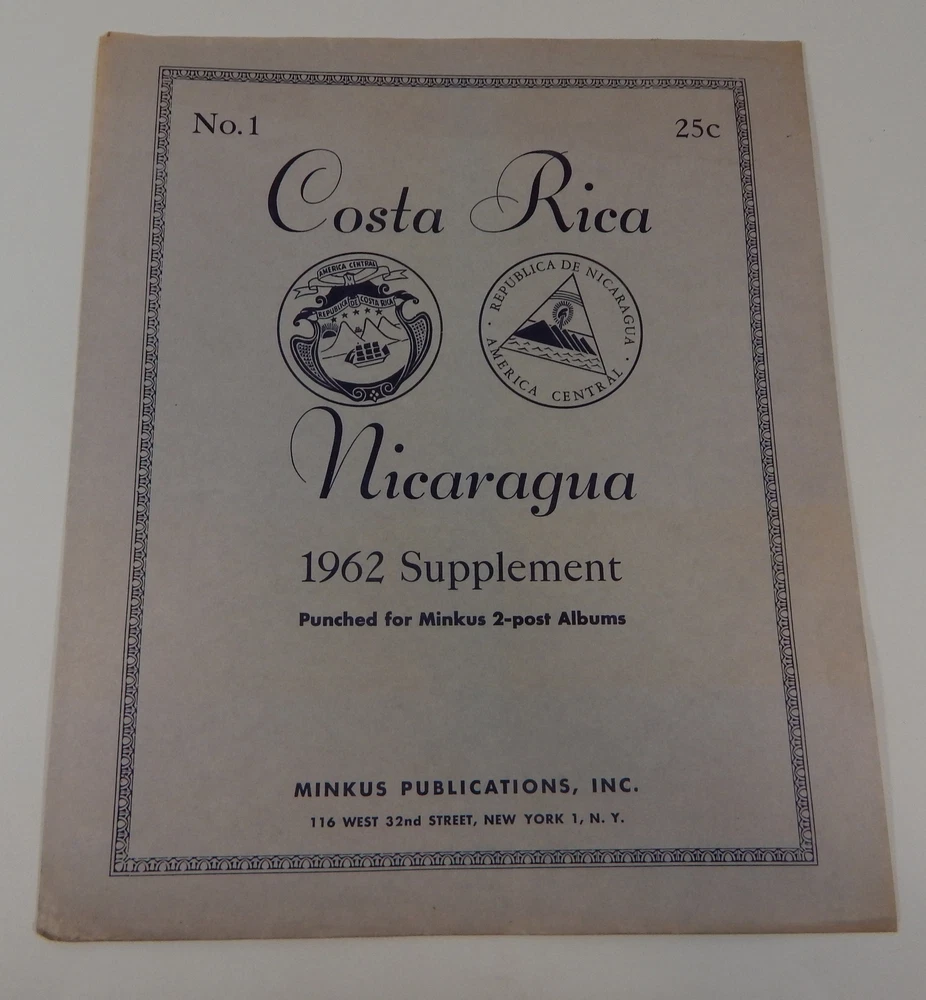 No. 1
25c
Costa Rica
AMERICA CENTRAL
REPUBLICA DE COSTA RICA
REPUBLICA DE NICARAGUA
AMERICA CENTRAL
Nicaragua
1962 Supplement
Punched for Minkus 2-post Albums
MINKUS PUBLICATIONS, INC.
116 WEST 32nd STREET, NEW YORK 1, N. Y.